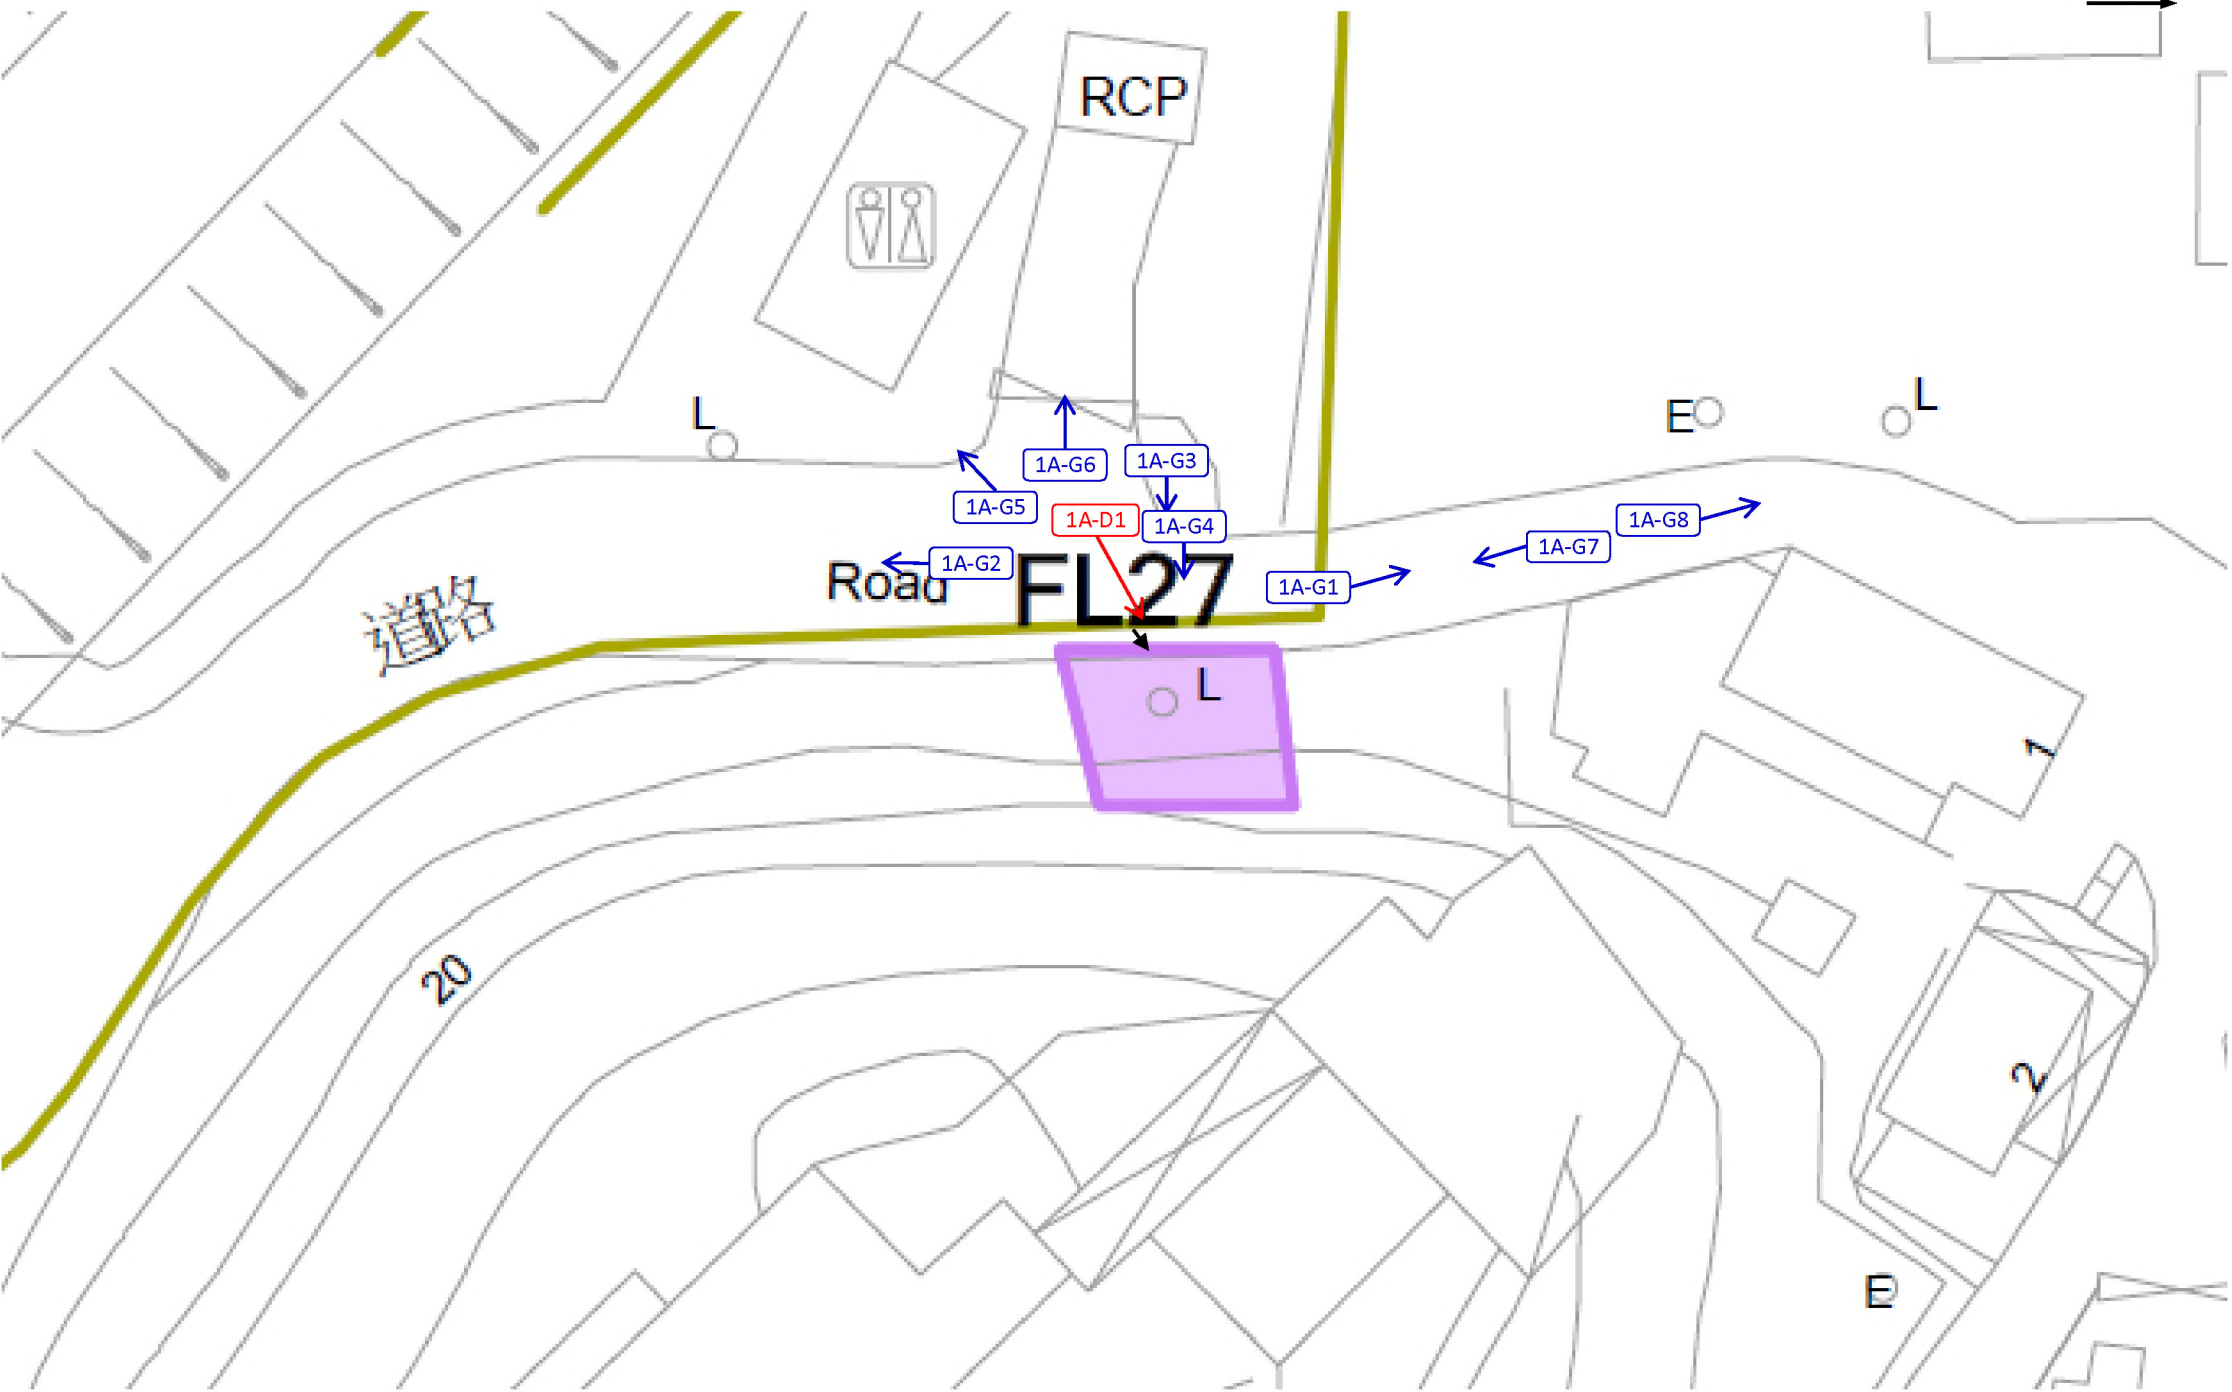 RCP
L
E
L
1A-G6
1A-G3
1A-G5
1A-D1
1A-G4
1A-G8
1A-G7
1A-G2
1A-G1
Road
FL27
道路
L
1
20
2
E